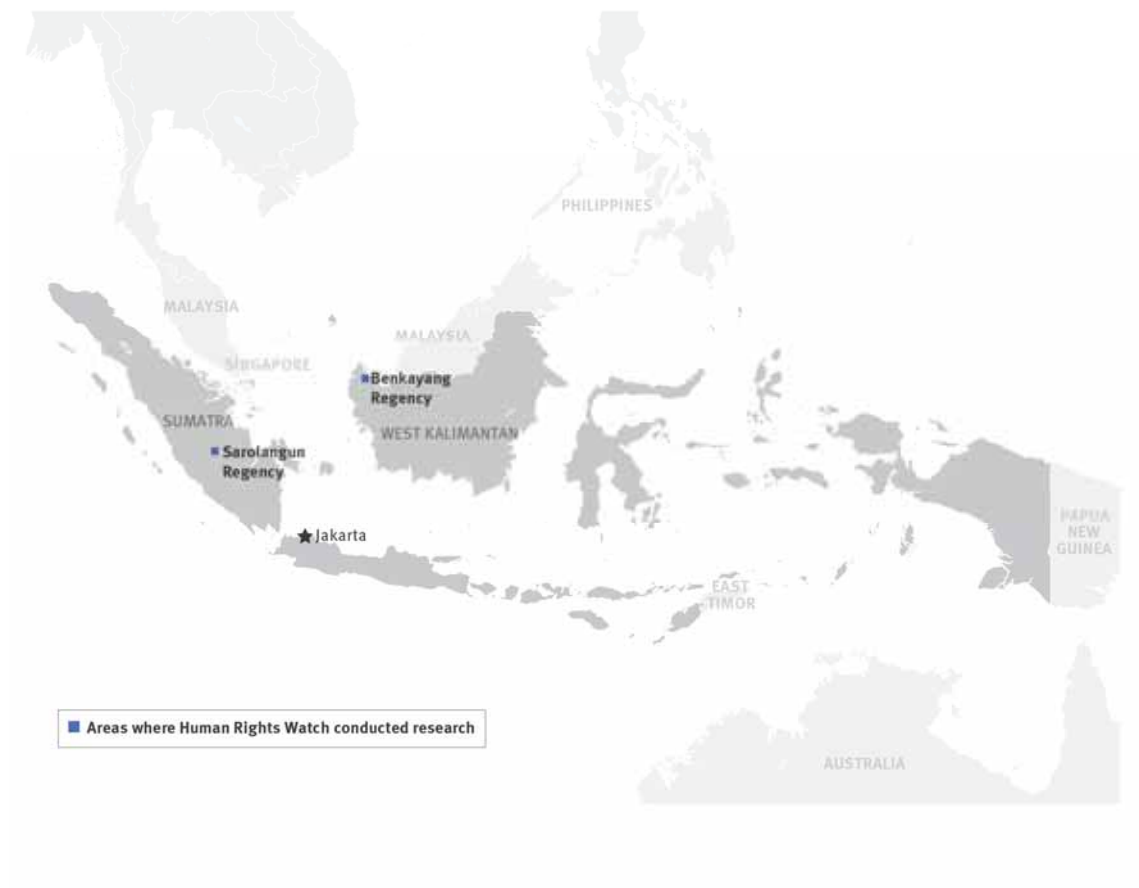 PHILIPPINES
MALAYSIA
MALAYSIA
SINGAPORE
Benkayang
Regency
SUMATRA
WEST KALIMANTAN
Sarolangun
Regency
Jakarta
PAPUA
NEW
GUINEA
EAST
TIMOR
Areas where Human Rights Watch conducted research
AUSTRALIA